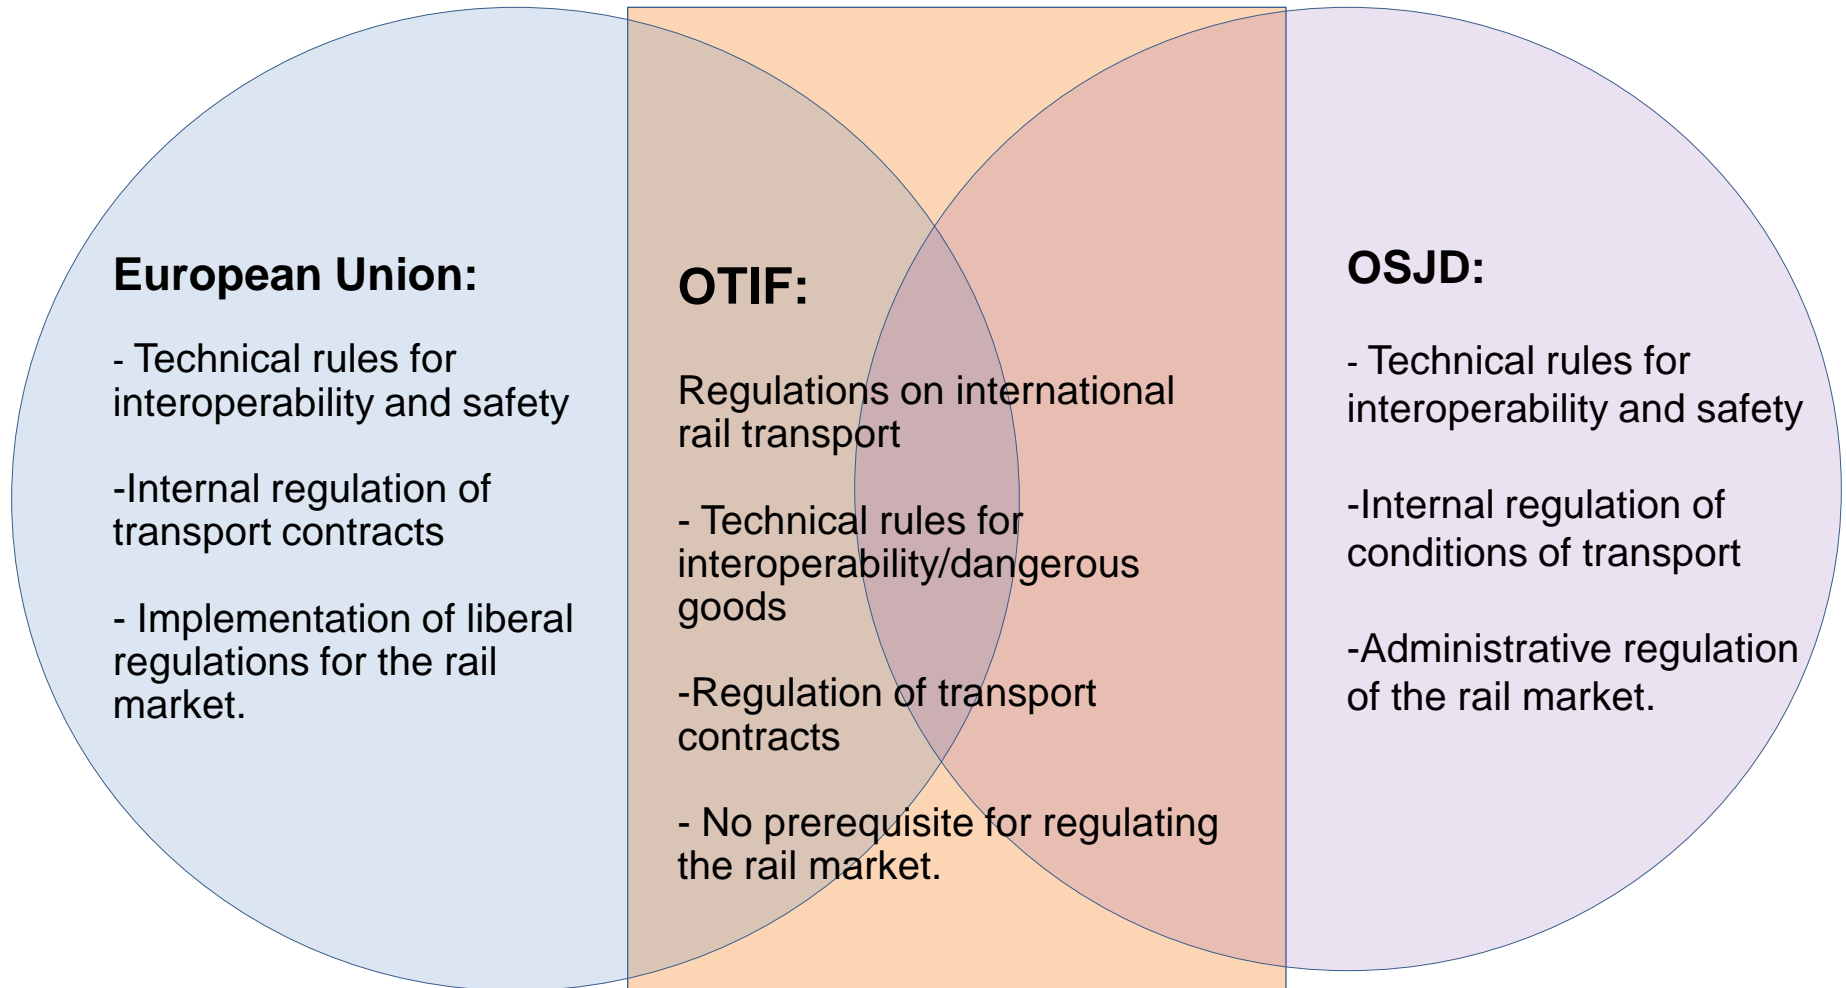 European Union:
- Technical rules for
interoperability and safety
-Internal regulation of
transport contracts
- Implementation of liberal
regulations for the rail
market.
OTIF:
Regulations on international
rail transport
- Technical rules for
interoperability/dangerous
goods
-Regulation of transport
contracts
- No prerequisite for regulating
the rail market.
OSJD:
- Technical rules for
interoperability and safety
-Internal regulation of
conditions of transport
-Administrative regulation
of the rail market.